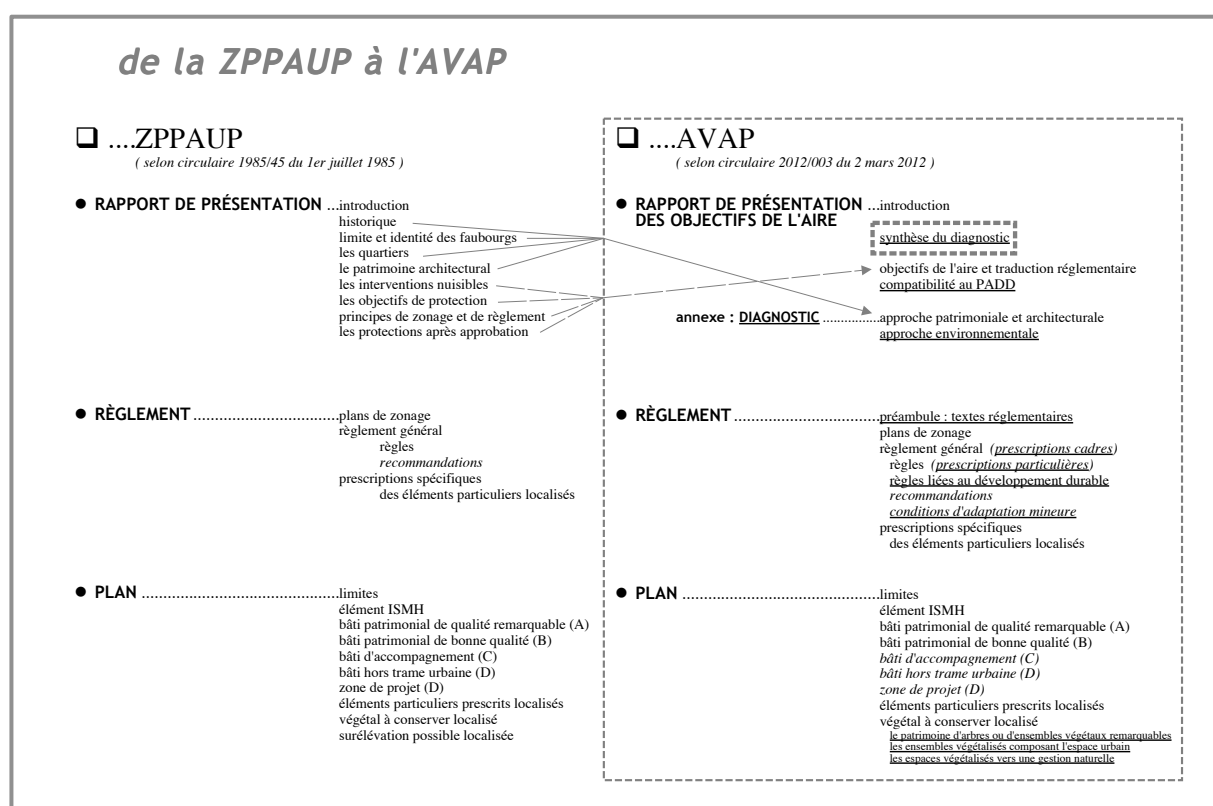 de la ZPPAUP à l'AVAP
❑ ....ZPPAUP
( selon circulaire 1985/45 du 1er juillet 1985 )
● RAPPORT DE PRÉSENTATION ...introduction
historique
limite et identité des faubourgs
les quartiers
le patrimoine architectural
les interventions nuisibles
les objectifs de protection
principes de zonage et de règlement
les protections après approbation
● RÈGLEMENT ..................................plans de zonage
règlement général
règles
recommandations
prescriptions spécifiques
des éléments particuliers localisés
● PLAN ..............................................limites
élément ISMH
bâti patrimonial de qualité remarquable (A)
bâti patrimonial de bonne qualité (B)
bâti d'accompagnement (C)
bâti hors trame urbaine (D)
zone de projet (D)
éléments particuliers prescrits localisés
végétal à conserver localisé
surélévation possible localisée
❑ ....AVAP
( selon circulaire 2012/003 du 2 mars 2012 )
● RAPPORT DE PRÉSENTATION ...introduction
DES OBJECTIFS DE L'AIRE
synthèse du diagnostic
objectifs de l'aire et traduction réglementaire
compatibilité au PADD
annexe : DIAGNOSTIC ................approche patrimoniale et architecturale
approche environnementale
● RÈGLEMENT ..................................préambule : textes réglementaires
plans de zonage
règlement général (prescriptions cadres)
règles (prescriptions particulières)
règles liées au développement durable
recommandations
conditions d'adaptation mineure
prescriptions spécifiques
des éléments particuliers localisés
● PLAN ..............................................limites
élément ISMH
bâti patrimonial de qualité remarquable (A)
bâti patrimonial de bonne qualité (B)
bâti d'accompagnement (C)
bâti hors trame urbaine (D)
zone de projet (D)
éléments particuliers prescrits localisés
végétal à conserver localisé
le patrimoine d'arbres ou d'ensembles végétaux remarquables
les ensembles végétalisés composant l'espace urbain
les espaces végétalisés vers une gestion naturelle